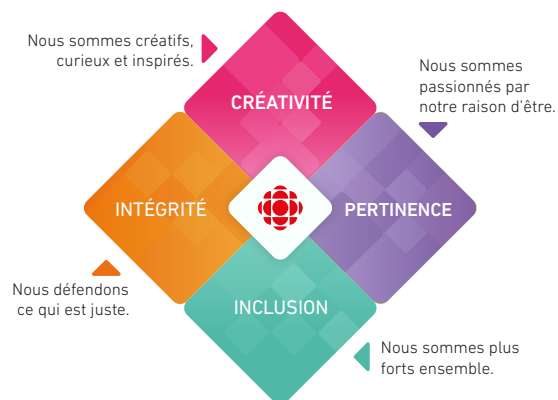 Nous sommes créatifs,
curieux et inspirés.
CRÉATIVITÉ
Nous sommes
passionnés par
notre raison d'être.
INTÉGRITÉ
PERTINENCE
Nous défendons
ce qui est juste.
INCLUSION
Nous sommes plus
forts ensemble.